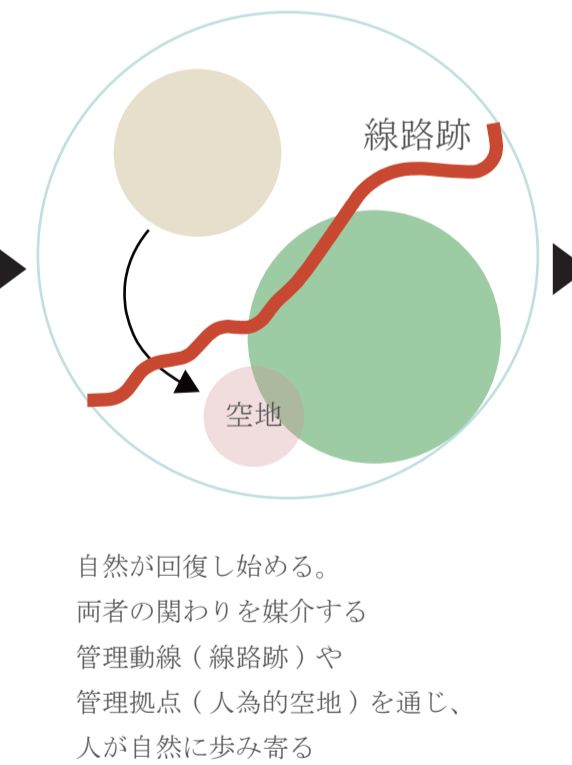 線路跡
空地
自然が回復し始める。
両者の関わりを媒介する
管理動線（線路跡）や
管理拠点（人為的空地）を通じ、
人が自然に歩み寄る